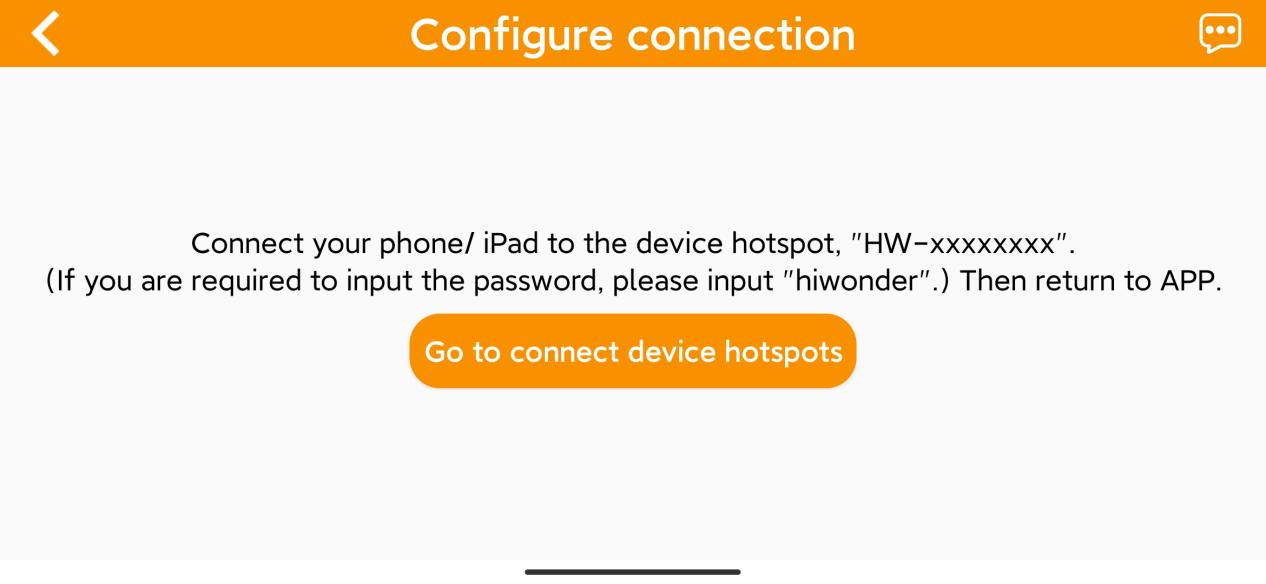 Configure connection
Connect your phone/ iPad to the device hotspot, "HW-xxxxxxxx".
(If you are required to input the password, please input "hiwonder".) Then return to APP.
Go to connect device hotspots